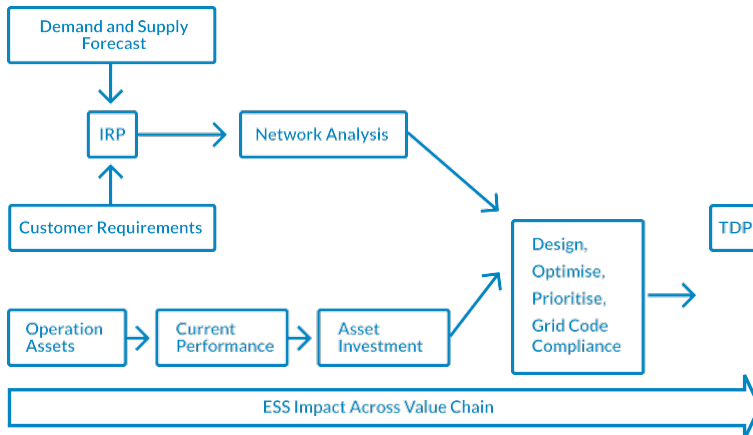 Demand and Supply
Forecast
IRP
Network Analysis
Customer Requirements
TDP
Design,
Optimise,
Prioritise,
Grid Code
Compliance
Operation
Assets
Current
Performance
Asset
Investment
ESS Impact Across Value Chain